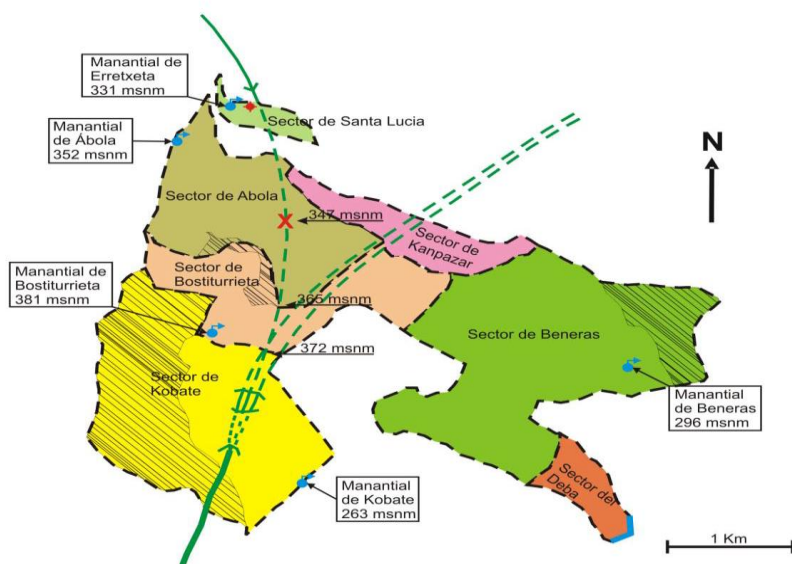 Manantial de
Erretxeta
331 msnm
Sector de Santa Lucia
Manantial
de Ábola
352 msnm
N
Sector de Abola
347 msnm
Sector de
Kanpazar
Sector de
Bostiturrieta
Manantial de
Bostiturrieta
381 msnm
365 msnm
Sector de Beneras
372 msnm
Sector de
Kobate
Manantial
de Beneras
296 msnm
Manantial
de Kobate
263 msnm
Sector del
Deba
1 Km